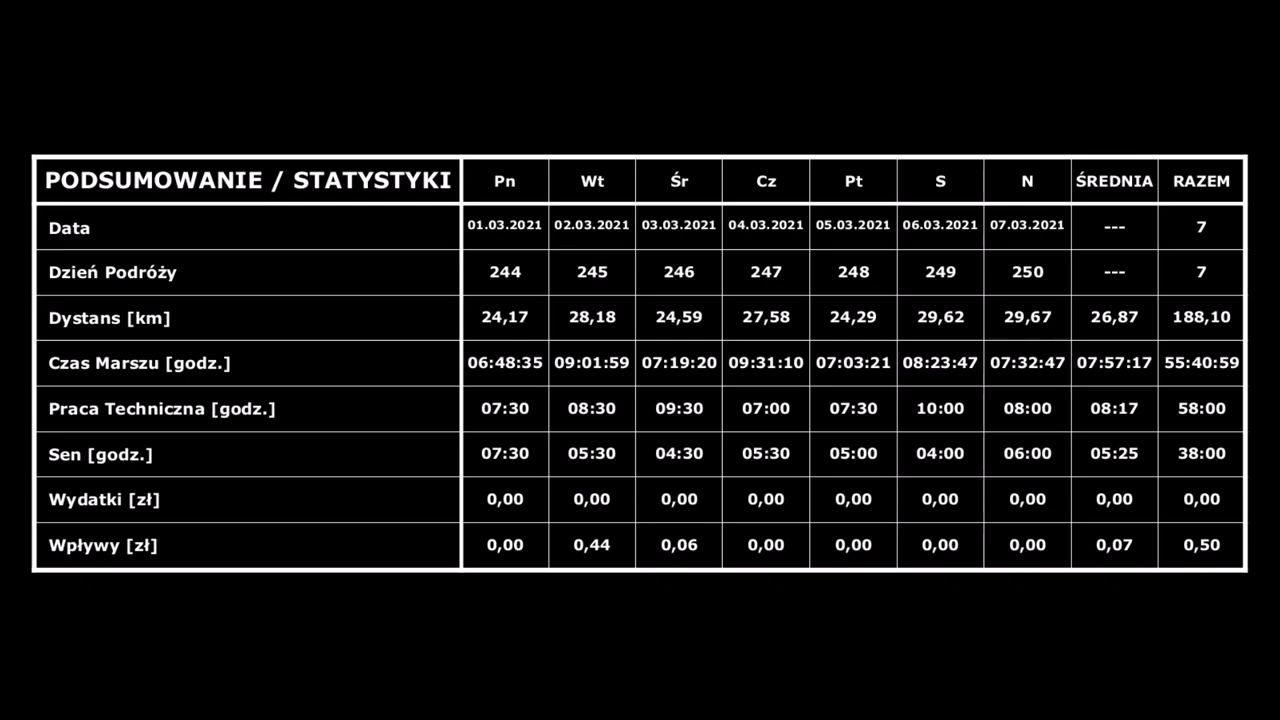 PODSUMOWANIE / STATYSTYKI Pn Wt Śr Cz Pt S N ŚREDNIA RAZEM
Data 01.03.2021 02.03.2021 03.03.2021 04.03.2021 05.03.2021 06.03.2021 07.03.2021 --- 7
Dzień Podróży 244 245 246 247 248 249 250 --- 7
Dystans [km] 24,17 28,18 24,59 27,58 24,29 29,62 29,67 26,87 188,10
Czas Marszu [godz.] 06:48:35 09:01:59 07:19:20 09:31:10 07:03:21 08:23:47 07:32:47 07:57:17 55:40:59
Praca Techniczna [godz.] 07:30 08:30 09:30 07:00 07:30 10:00 08:00 08:17 58:00
Sen [godz.] 07:30 05:30 04:30 05:30 05:00 04:00 06:00 05:25 38:00
Wydatki [zł] 0,00 0,00 0,00 0,00 0,00 0,00 0,00 0,00 0,00
Wpływy [zł] 0,00 0,44 0,06 0,00 0,00 0,00 0,00 0,07 0,50